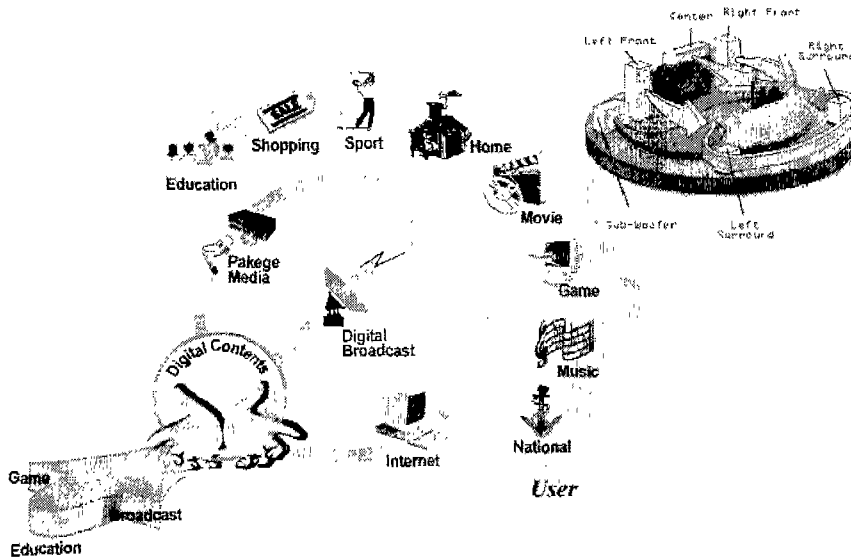 Center Right Front
Left Front
Right
Surround
SALE
Shopping
Sport
Home
Education
Movie
Sub-Woofer
Left
Surround
Pakege
Media
Game
Digital
Broadcast
Digital Contents
Music
Internet
National
Game
Broadcast
User
Education